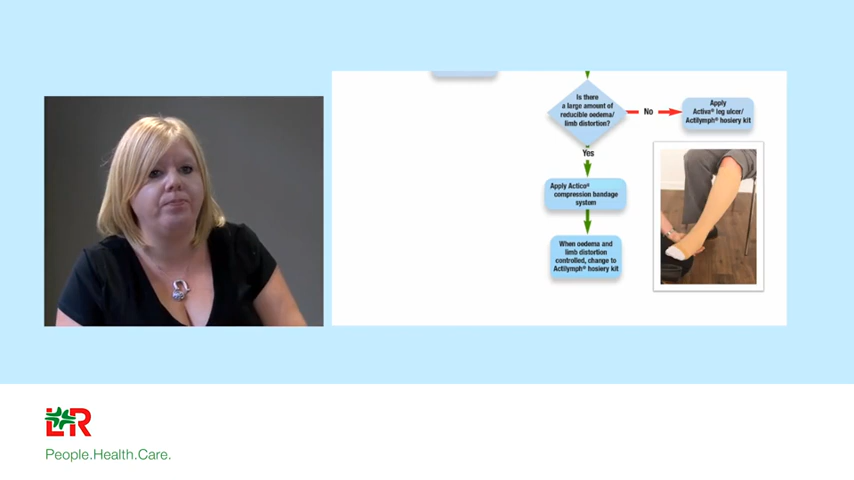 Is there
a large amount of
reducible oedema/
limb distortion?
No
Apply
Activa® leg ulcer/
Actilymph® hosiery kit
Yes
Apply Actico®
compression bandage
system
When oedema and
limb distortion
controlled, change to
Actilymph® hosiery kit
L&R
People.Health.Care.